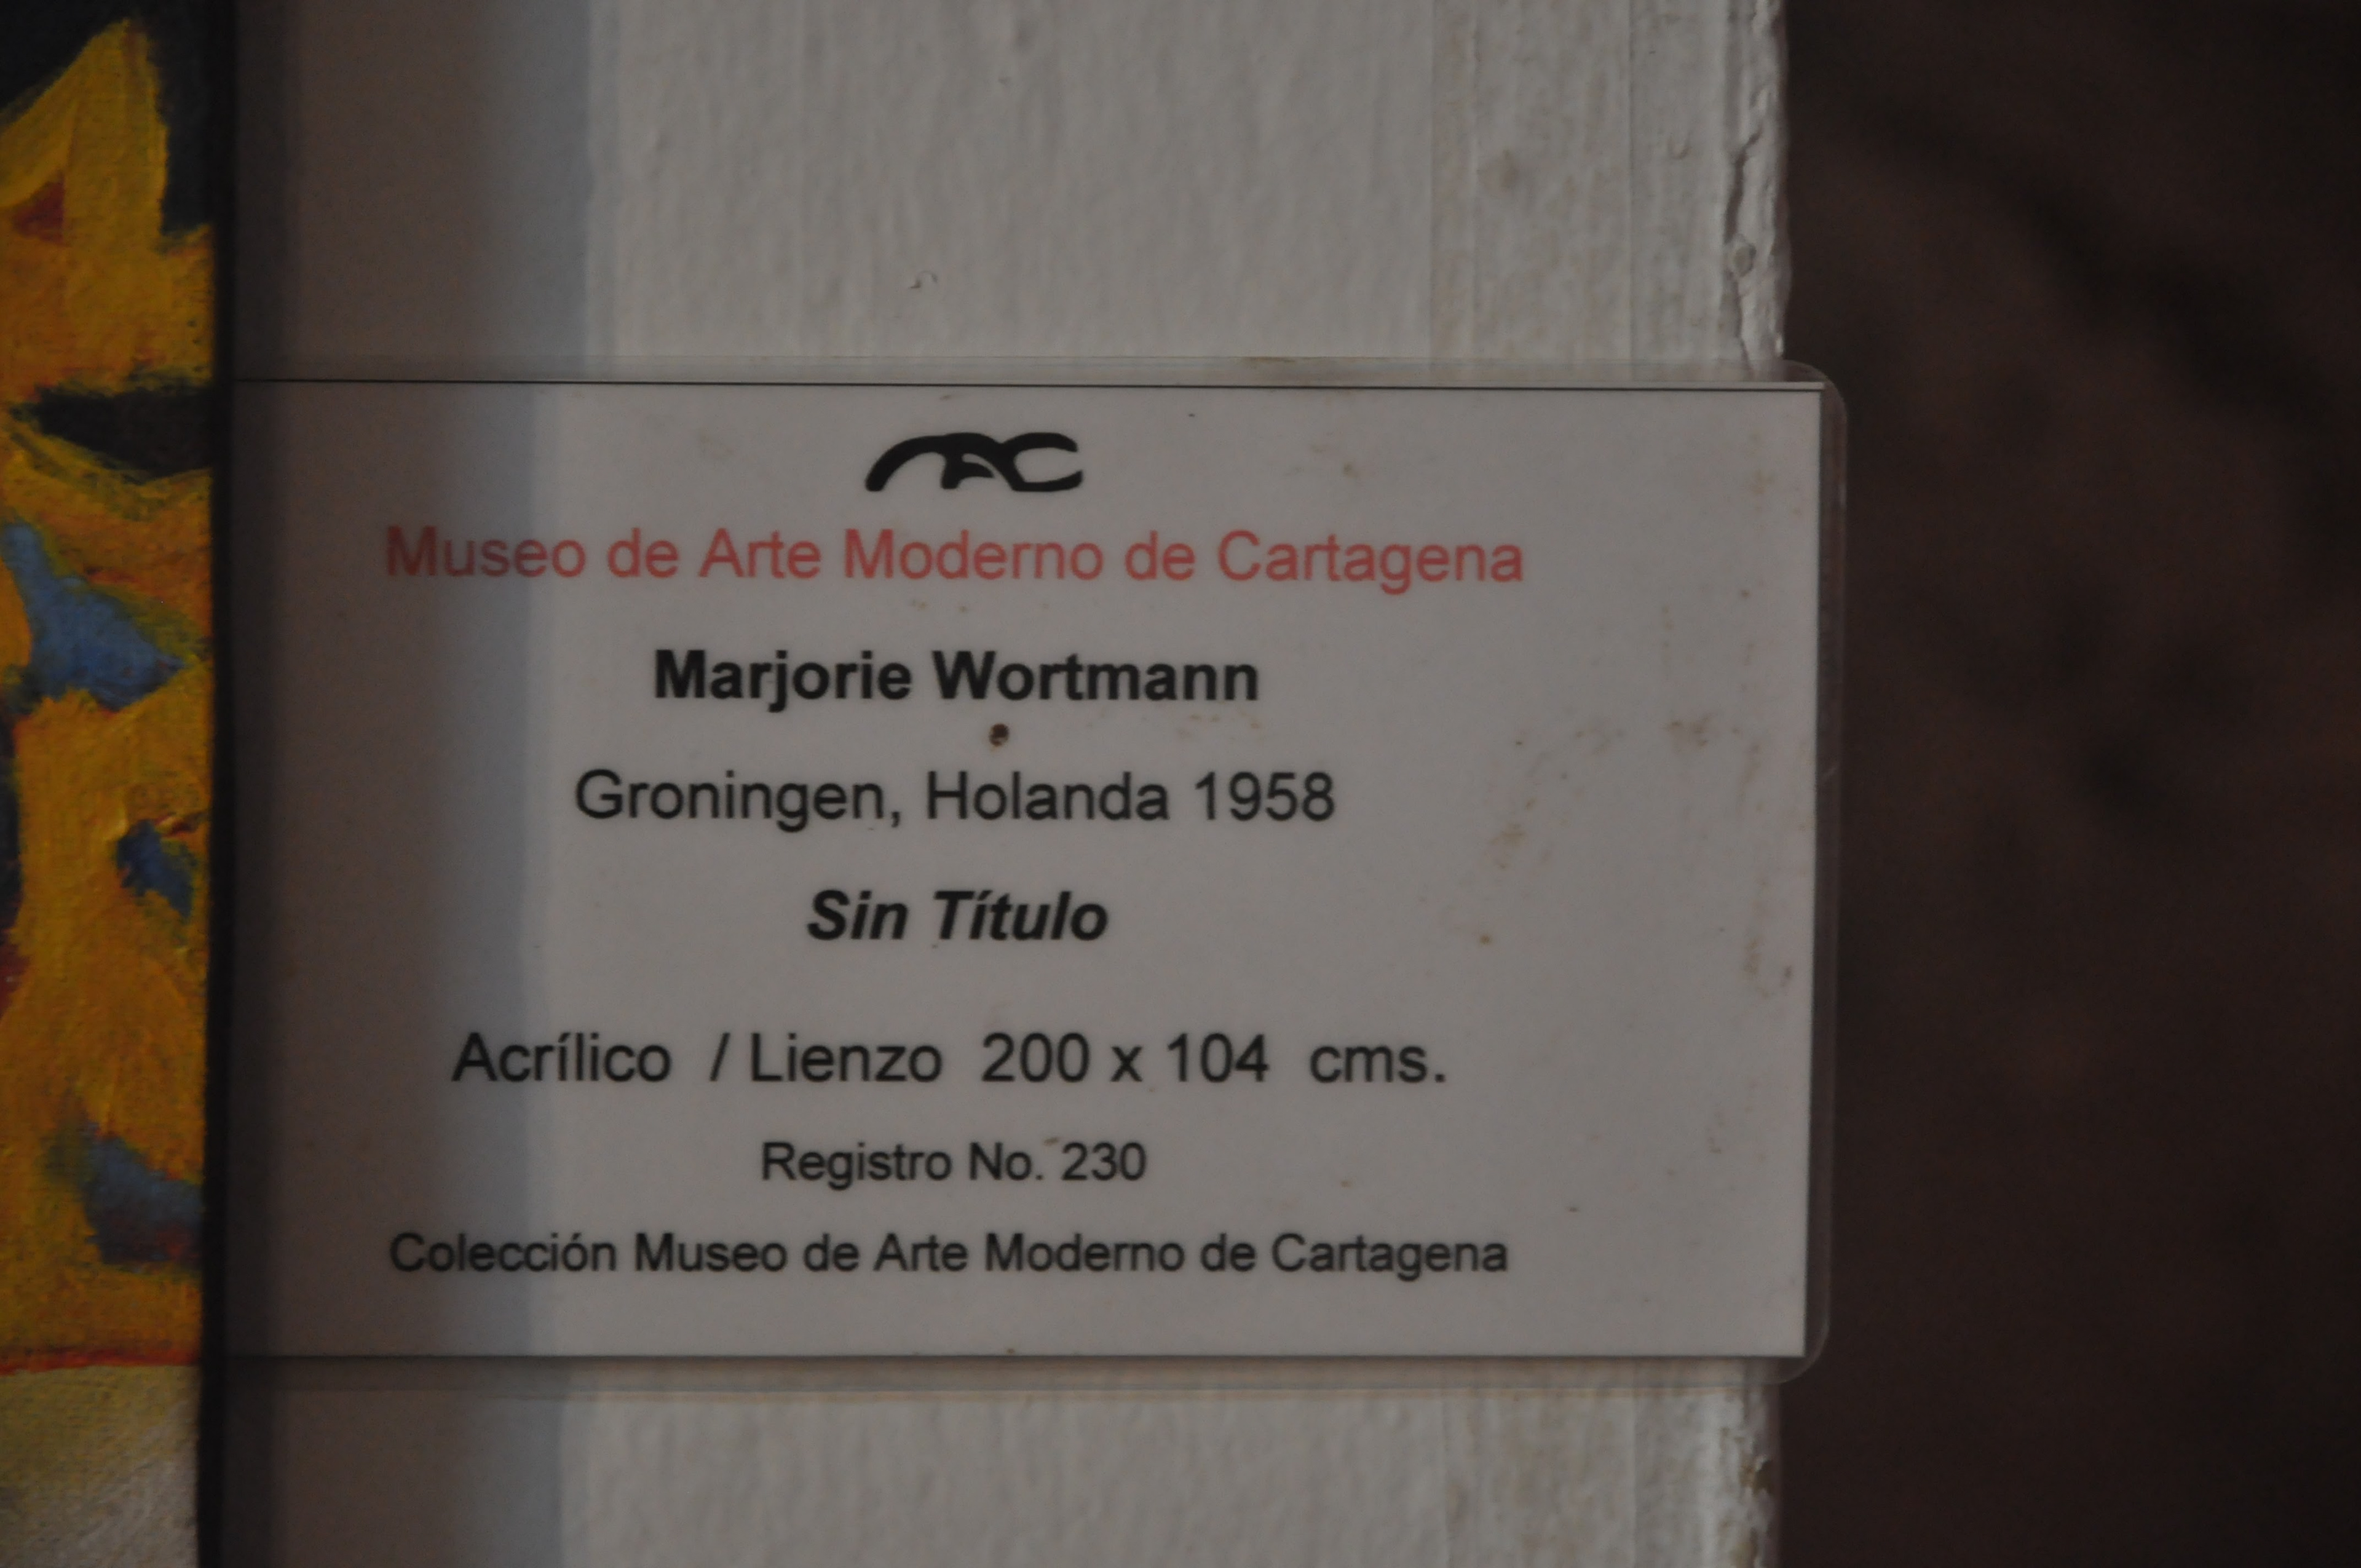 MAC
Museo de Arte Moderno de Cartagena
Marjorie Wortmann
Groningen, Holanda 1958
Sin Título
Acrílico / Lienzo 200 x 104 cms.
Registro No. 230
Colección Museo de Arte Moderno de Cartagena